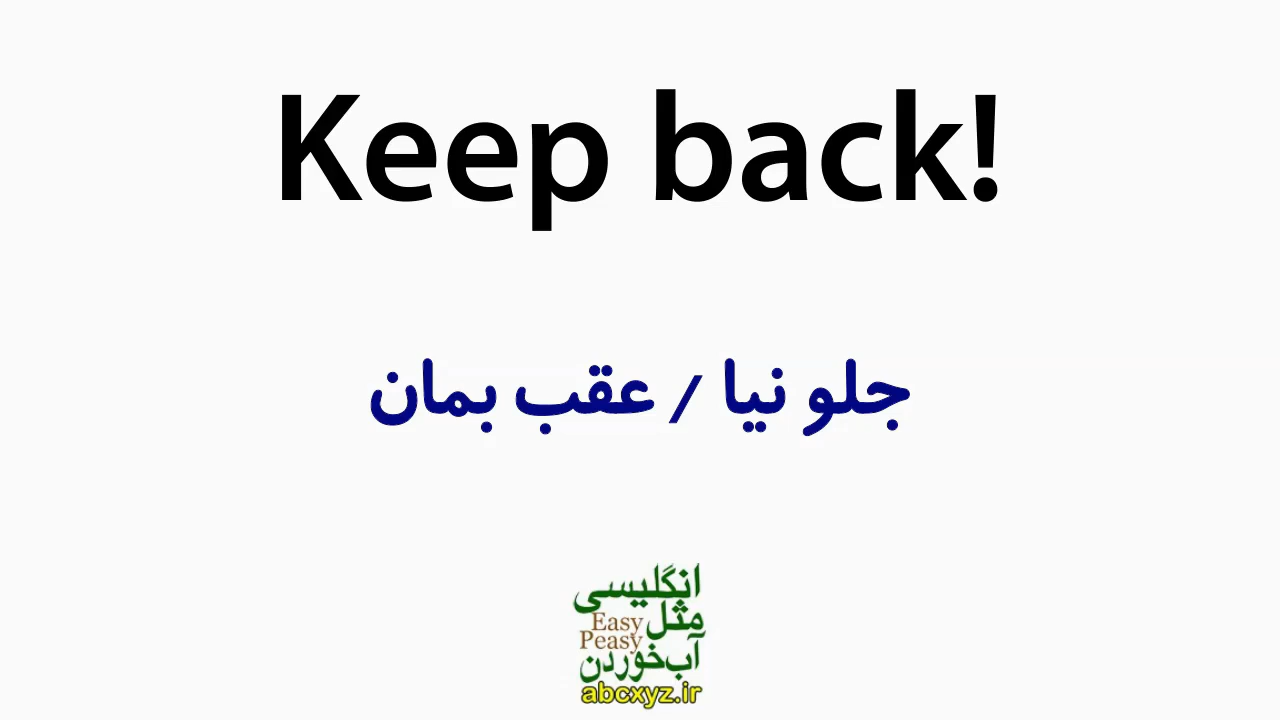 Keep back!
جلو نیا / عقب بمان
انگلیسی
مثل
Easy
Peasy
آب‌خوردن
abcxyz.ir